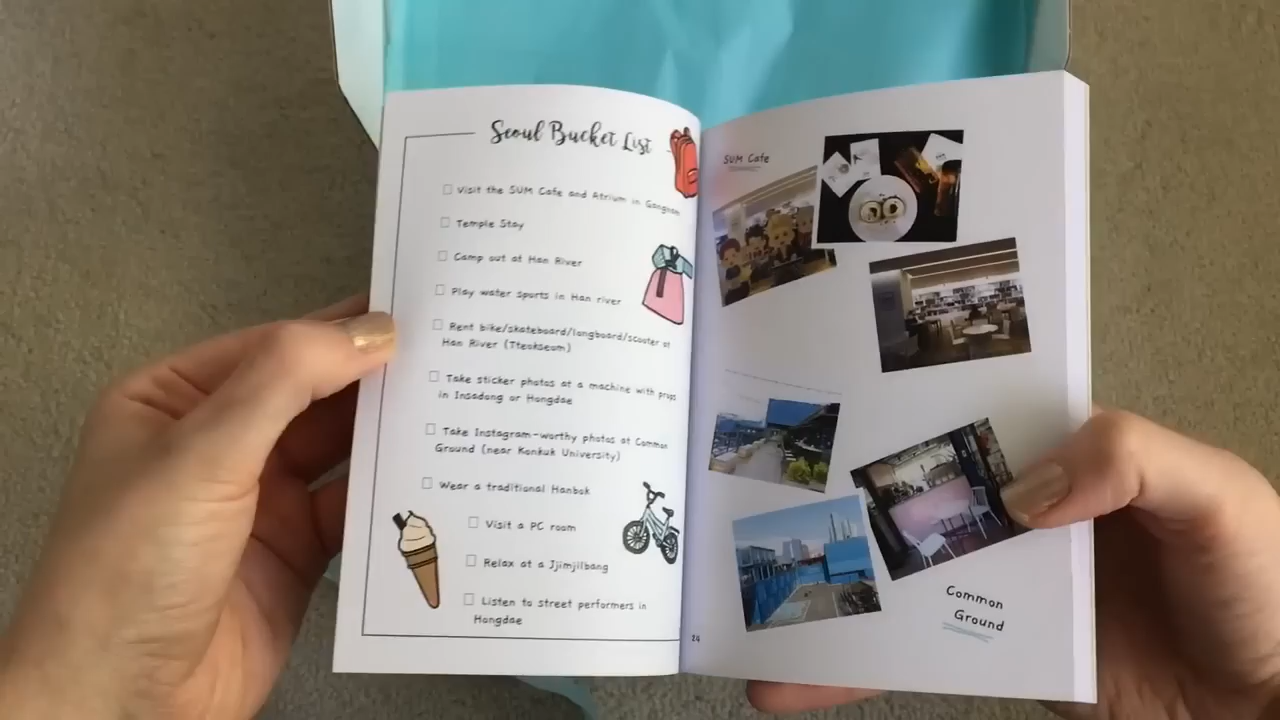 Seoul Bucket List
Visit the SUM Cafe and Atrium in Gangnam
Temple Stay
Camp out at Han River
Play water sports in Han river
Rent bike/skateboard/longboard/scooter at
Han River (Tteokseom)
Take sticker photos at a machine with props
in Insadong or Hongdae
Take Instagram-worthy photos at Common
Ground (near Konkuk University)
Wear a traditional Hanbok
Visit a PC room
Relax at a Jjimjilbang
Listen to street performers in
Hongdae
SUM Cafe
Common
Ground
24